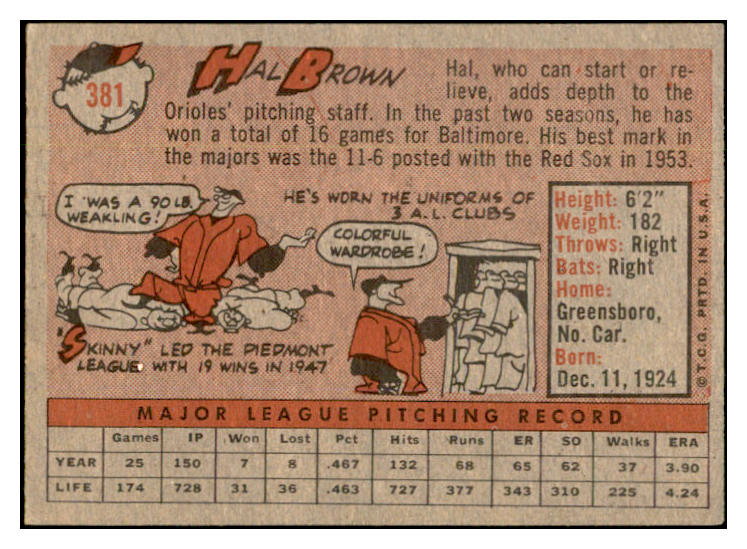 381
HAL BROWN
Hal, who can start or re-
lieve, adds depth to the
Orioles' pitching staff. In the past two seasons, he has
won a total of 16 games for Baltimore. His best mark in
the majors was the 11-6 posted with the Red Sox in 1953.
I WAS A 90 LB.
WEAKLING!
"SKINNY" LED THE PIEDMONT
LEAGUE WITH 19 WINS IN 1947
HE'S WORN THE UNIFORMS OF
3 A.L. CLUBS
COLORFUL
WARDROBE!
Height: 6'2"
Weight: 182
Throws: Right
Bats: Right
Home:
Greensboro,
No. Car.
Born:
Dec. 11, 1924
© T.C.G. PRTD. IN U.S.A.
MAJOR LEAGUE PITCHING RECORD
Games IP Won Lost Pct Hits Runs ER SO Walks ERA
YEAR 25 150 7 8 .467 132 68 65 62 37 3.90
LIFE 174 728 31 36 .463 727 377 343 310 225 4.24